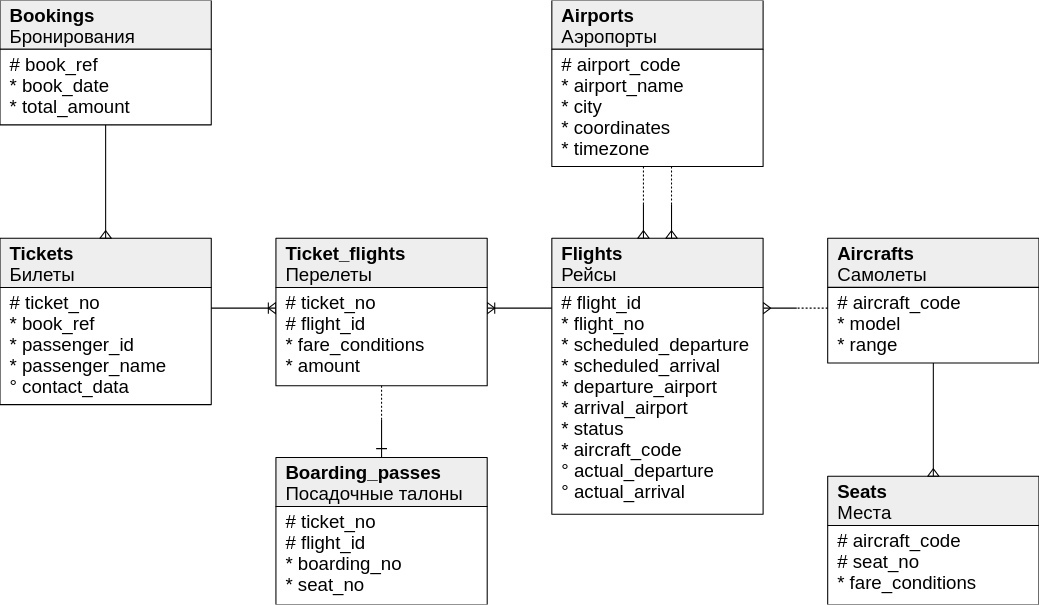 Bookings
Бронирования
# book_ref
* book_date
* total_amount
Airports
Аэропорты
# airport_code
* airport_name
* city
* coordinates
* timezone
Tickets
Билеты
# ticket_no
* book_ref
* passenger_id
* passenger_name
° contact_data
Ticket_flights
Перелеты
# ticket_no
# flight_id
* fare_conditions
* amount
Flights
Рейсы
# flight_id
* flight_no
* scheduled_departure
* scheduled_arrival
* departure_airport
* arrival_airport
* status
* aircraft_code
° actual_departure
° actual_arrival
Aircrafts
Самолеты
# aircraft_code
* model
* range
Boarding_passes
Посадочные талоны
# ticket_no
# flight_id
* boarding_no
* seat_no
Seats
Места
# aircraft_code
# seat_no
* fare_conditions